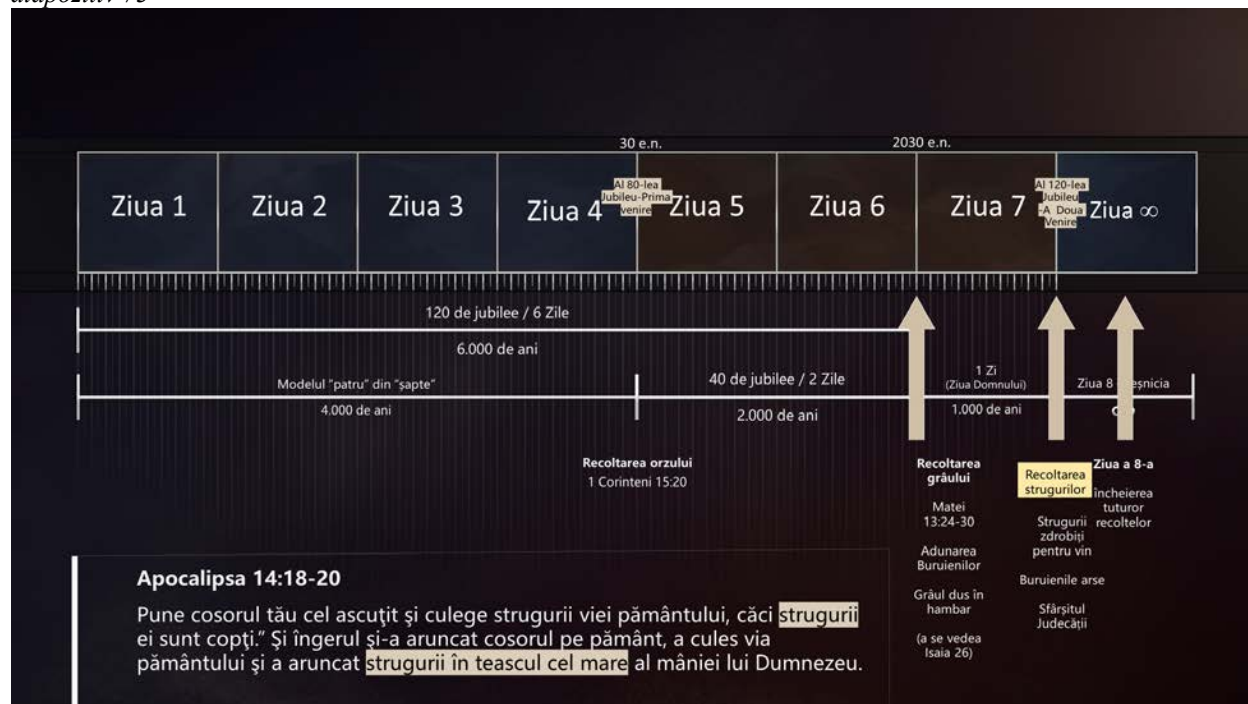 30 e.n.
2030 e.n.
Ziua 1
Ziua 2
Ziua 3
Ziua 4
Al 80-lea
Jubileu-Prima
venire
Ziua 5
Ziua 6
Ziua 7
Al 120-lea
Jubileu
-A Doua
Venire
Ziua ∞
120 de jubilee / 6 Zile
6.000 de ani
Modelul "patru" din "șapte"
4.000 de ani
40 de jubilee / 2 Zile
2.000 de ani
1 Zi
(Ziua Domnului)
1.000 de ani
Ziua 8
Recoltarea orzului
1 Corinteni 15:20
Recoltarea
grâului
Matei
13:24-30
Adunarea
Buruienilor
Grâul dus în
hambar
(a se vedea
Isaia 26)
Recoltarea
strugurilor
Strugurii
zdrobiți
pentru vin
Buruienile arse
Sfârșitul
Judecății
Ziua a 8-a
încheierea
tuturor
recoltelor
Apocalipsa 14:18-20
Pune cosorul tău cel ascuţit şi culege strugurii viei pământului, căci strugurii
ei sunt copţi." Şi îngerul şi-a aruncat cosorul pe pământ, a cules via
pământului şi a aruncat strugurii în teascul cel mare al mâniei lui Dumnezeu.